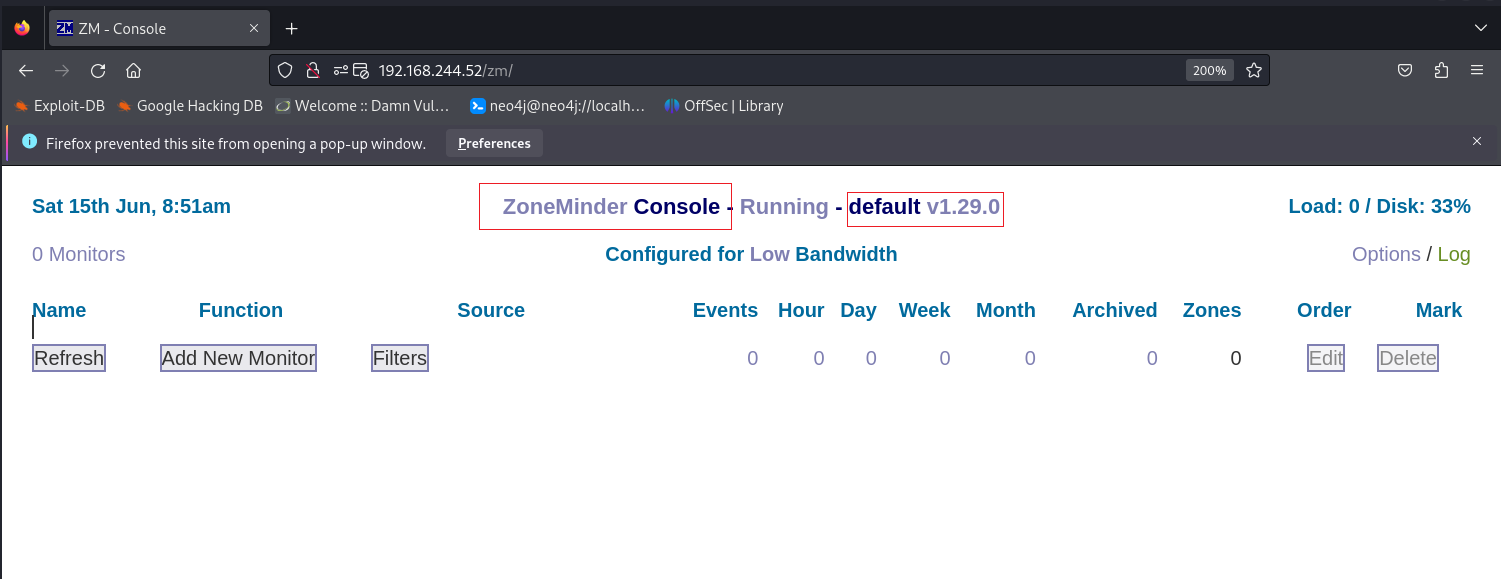 ZM - Console
192.168.244.52/zm/ 200%
Exploit-DB Google Hacking DB Welcome :: Damn Vul... neo4j@neo4j://localh... OffSec | Library
Firefox prevented this site from opening a pop-up window. Preferences
Sat 15th Jun, 8:51am ZoneMinder Console - Running - default v1.29.0 Load: 0 / Disk: 33%
0 Monitors Configured for Low Bandwidth Options / Log
Name Function Source Events Hour Day Week Month Archived Zones Order Mark
Refresh Add New Monitor Filters 0 0 0 0 0 0 0 Edit Delete